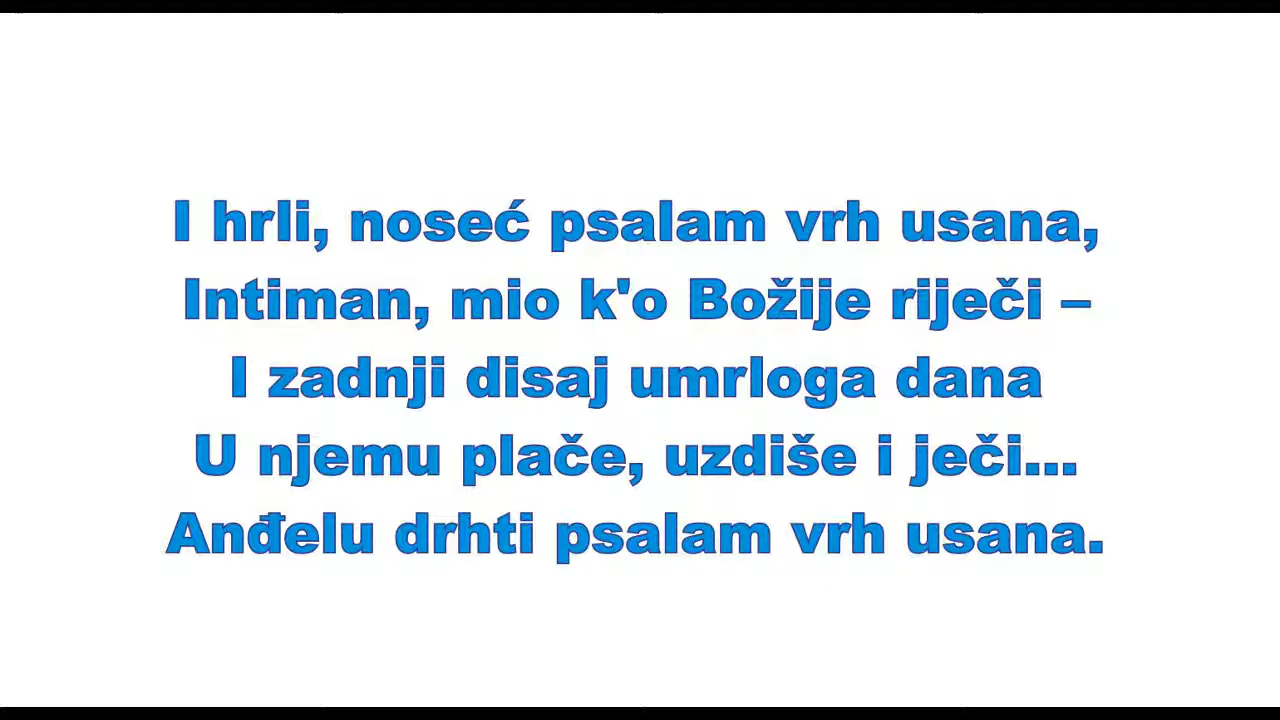 I hrli, noseć psalam vrh usana,
Intiman, mio k'o Božije riječi –
I zadnji disaj umrloga dana
U njemu plače, uzdiše i ječi...
Anđelu drhti psalam vrh usana.